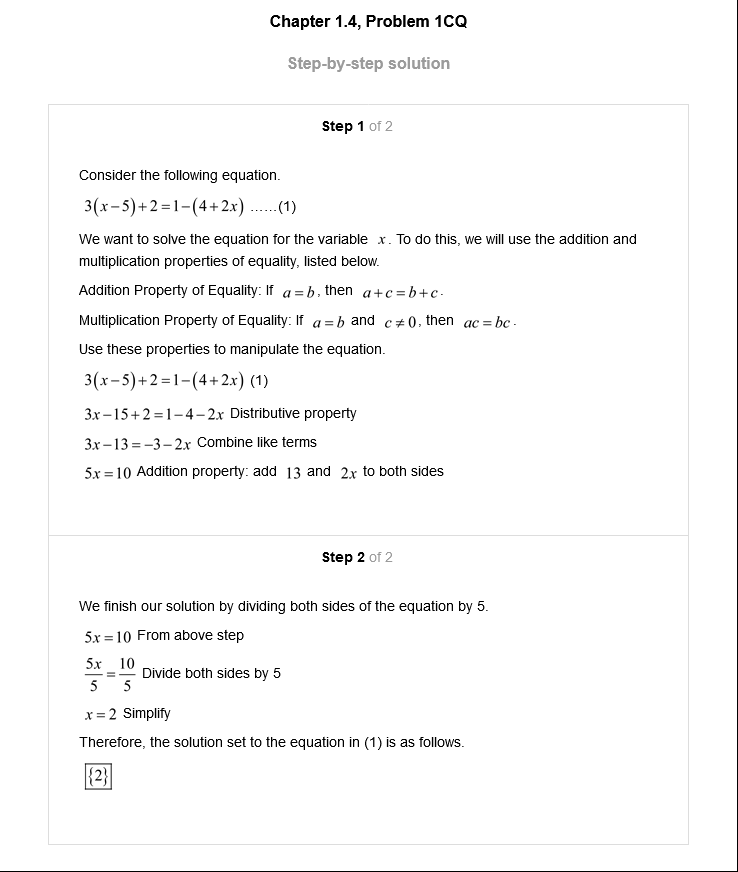 Chapter 1.4, Problem 1CQ
Step-by-step solution
Step 1 of 2
Consider the following equation.
3(x−5)+2=1−(4+2x) ......(1)
We want to solve the equation for the variable x. To do this, we will use the addition and
multiplication properties of equality, listed below.
Addition Property of Equality: If a=b, then a+c=b+c.
Multiplication Property of Equality: If a=b and c≠0, then ac=bc.
Use these properties to manipulate the equation.
3(x−5)+2=1−(4+2x) (1)
3x−15+2=1−4−2x Distributive property
3x−13=−3−2x Combine like terms
5x=10 Addition property: add 13 and 2x to both sides
Step 2 of 2
We finish our solution by dividing both sides of the equation by 5.
5x=10 From above step
5x/5=10/5 Divide both sides by 5
x=2 Simplify
Therefore, the solution set to the equation in (1) is as follows.
{2}